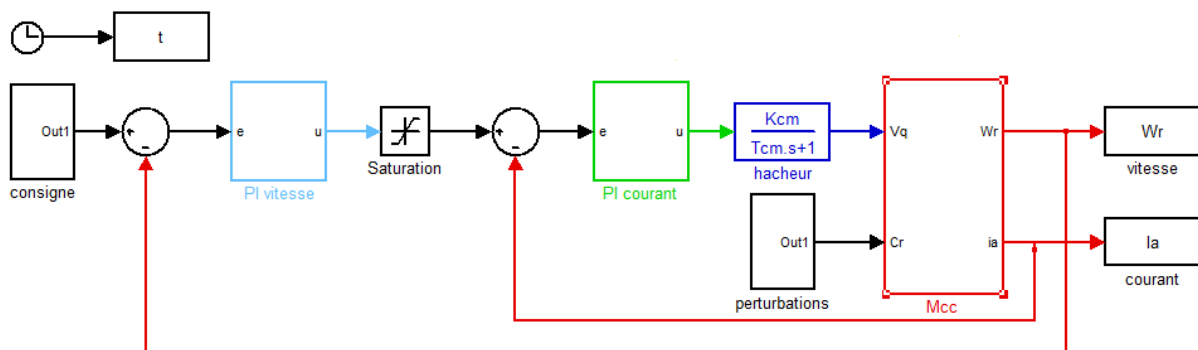 t
Out1
consigne
+
-
e
u
PI vitesse
Saturation
+
-
e
u
PI courant
Kcm
Tcm.s+1
hacheur
Out1
perturbations
Vq
Cr
Wr
ia
Mcc
Wr
vitesse
Ia
courant